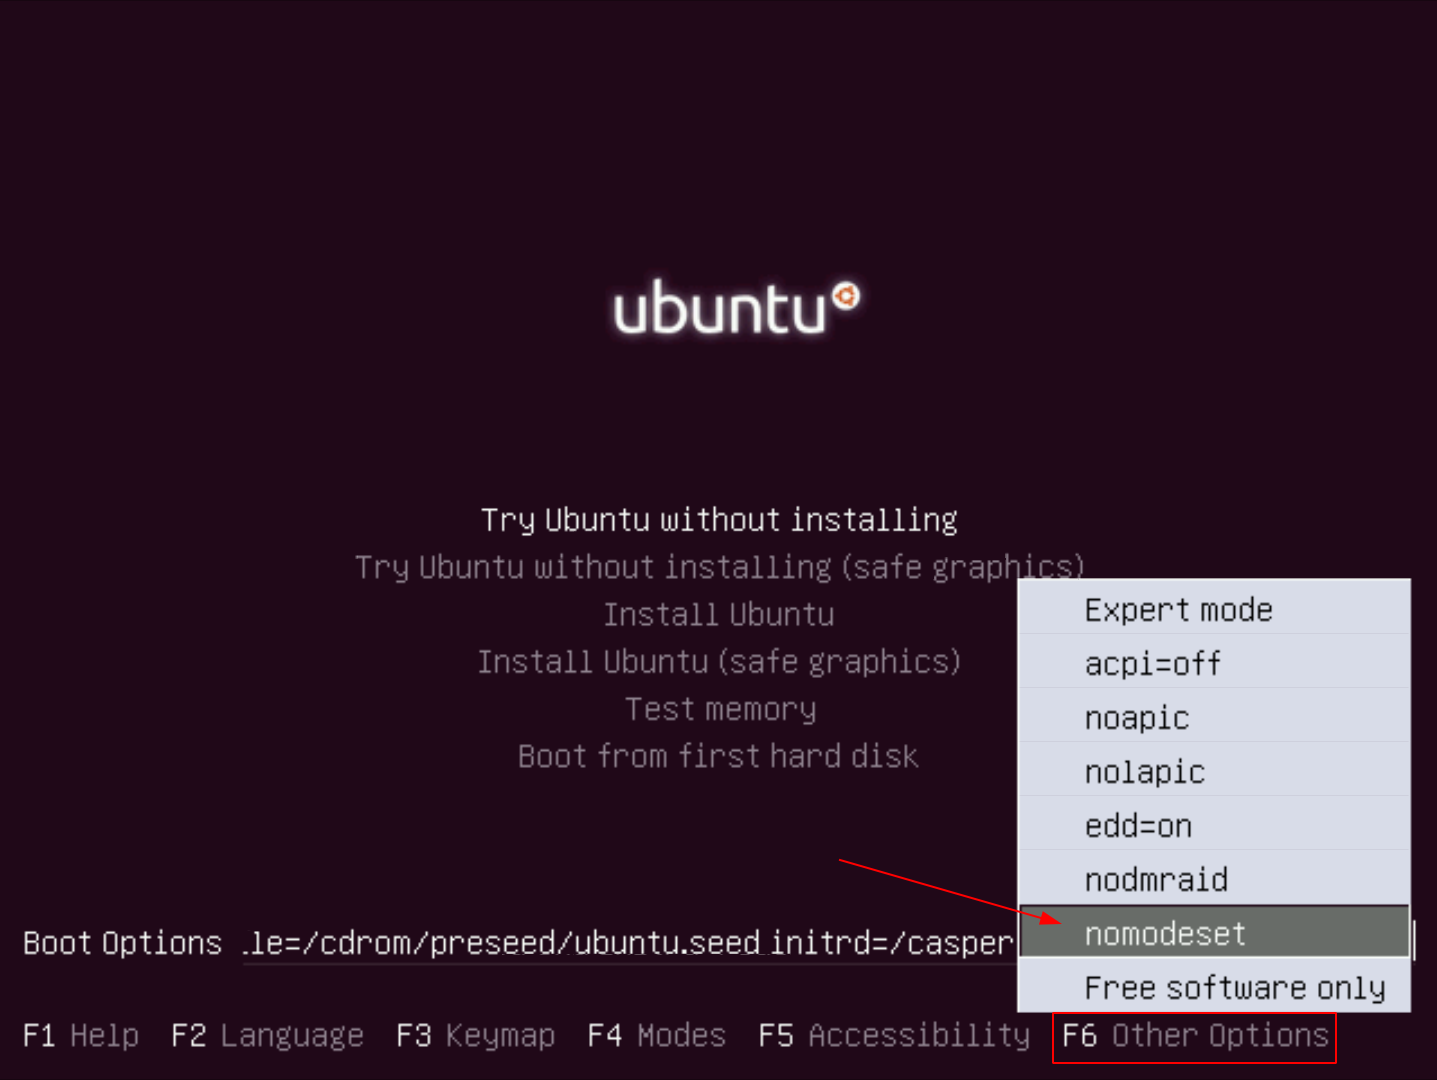 ubuntu
Try Ubuntu without installing
Try Ubuntu without installing (safe graphics)
Install Ubuntu
Install Ubuntu (safe graphics)
Test memory
Boot from first hard disk
Expert mode
acpi=off
noapic
nolapic
edd=on
nodmraid
nomodeset
Free software only
Boot Options .le=/cdrom/preseed/ubuntu.seed initrd=/casper
F1 Help F2 Language F3 Keymap F4 Modes F5 Accessibility F6 Other Options